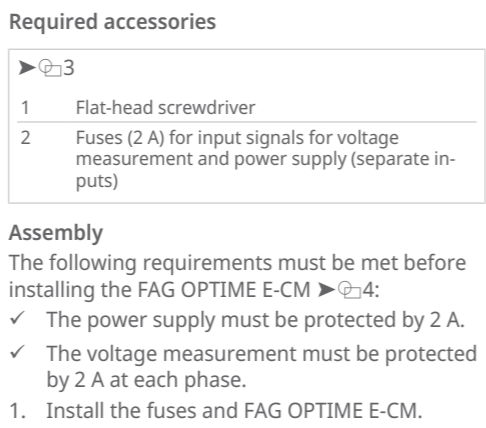 Required accessories
➤ 3
1 Flat-head screwdriver
2 Fuses (2 A) for input signals for voltage
measurement and power supply (separate in-
puts)
Assembly
The following requirements must be met before
installing the FAG OPTIME E-CM ➤ 4:
✓ The power supply must be protected by 2 A.
✓ The voltage measurement must be protected
by 2 A at each phase.
1. Install the fuses and FAG OPTIME E-CM.